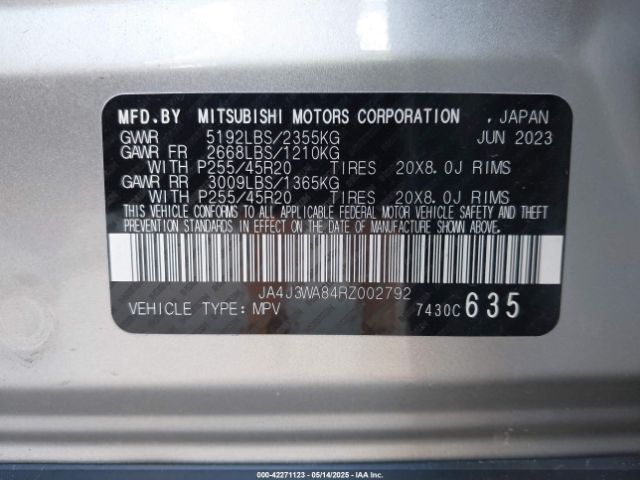 MFD.BY MITSUBISHI MOTORS CORPORATION , JAPAN
GVWR 5192LBS/2355KG JUN 2023
GAWR FR 2668LBS/1210KG
WITH P255/45R20 TIRES 20X8.0J RIMS
GAWR RR 3009LBS/1365KG
WITH P255/45R20 TIRES 20X8.0J RIMS
THIS VEHICLE CONFORMS TO ALL APPLICABLE FEDERAL MOTOR VEHICLE SAFETY AND THEFT
PREVENTION STANDARDS IN EFFECT ON THE DATE OF MANUFACTURE SHOWN ABOVE.
JA4J3WA84RZ002792
VEHICLE TYPE: MPV 7430C 635
000-42271123 - 05/14/2025 - IAA Inc.